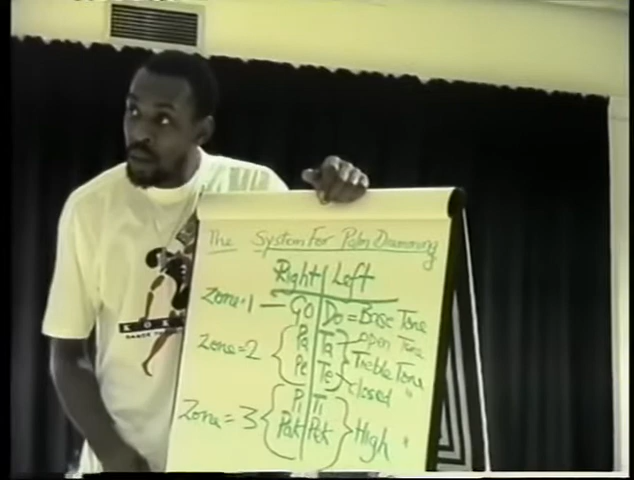 The System For Palm Drumming
Right Left
Zone=1 — Go Do = Base Tone
Zone=2 { Pa Ta } open Tone
Treble Tone
Pe Te } closed "
Zone=3 { Pi Ti
Pak Pek } High "
KOK